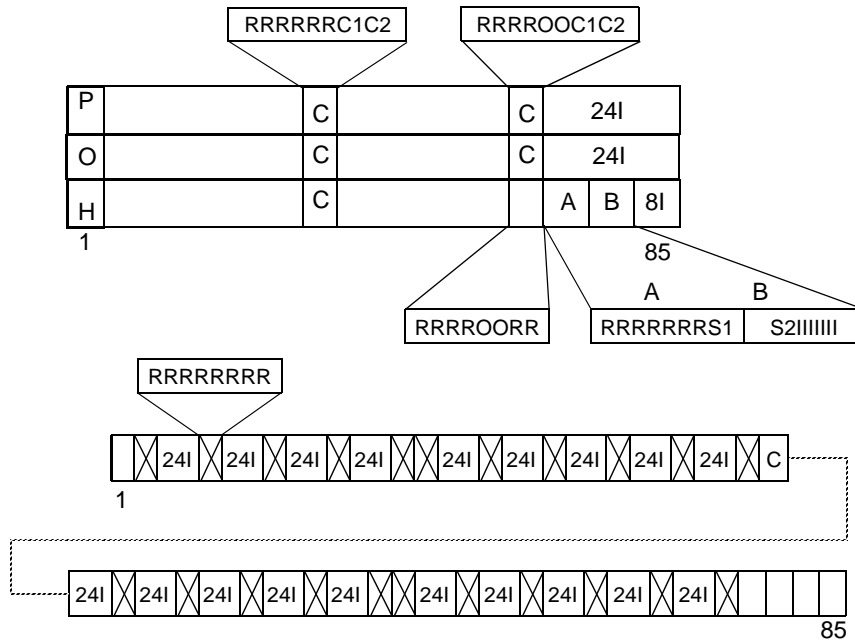 RRRRRRC1C2 RRRROOC1C2
P C C 24I
O C C 24I
H C A B 8I
1 85
A B
RRRROORR RRRRRRRS1 S2IIIIIII
RRRRRRRR
24I 24I 24I 24I 24I 24I 24I 24I 24I C
1
24I 24I 24I 24I 24I 24I 24I 24I 24I 24I
85